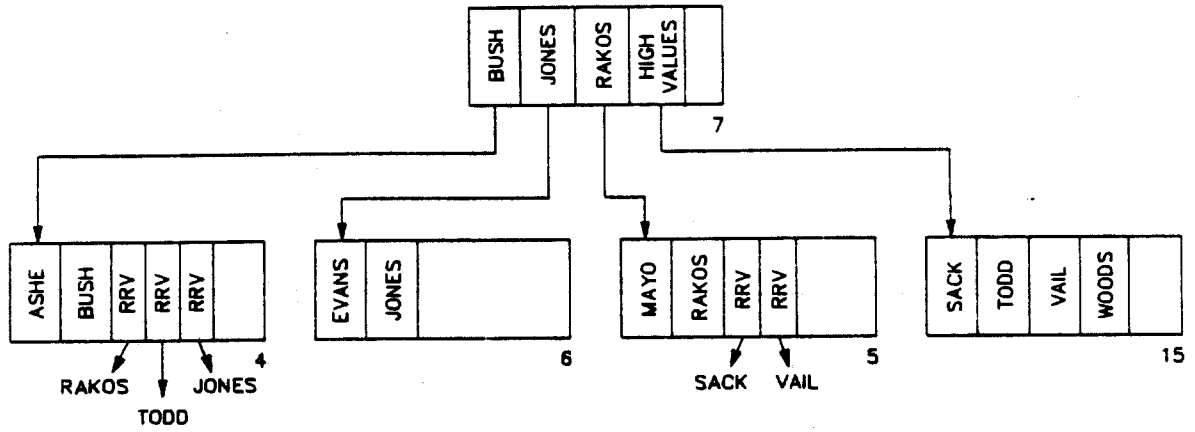 BUSH
JONES
RAKOS
HIGH
VALUES
7
ASHE
BUSH
RRV
RRV
RRV
4
RAKOS
TODD
JONES
EVANS
JONES
6
MAYO
RAKOS
RRV
RRV
5
SACK
VAIL
SACK
TODD
VAIL
WOODS
15